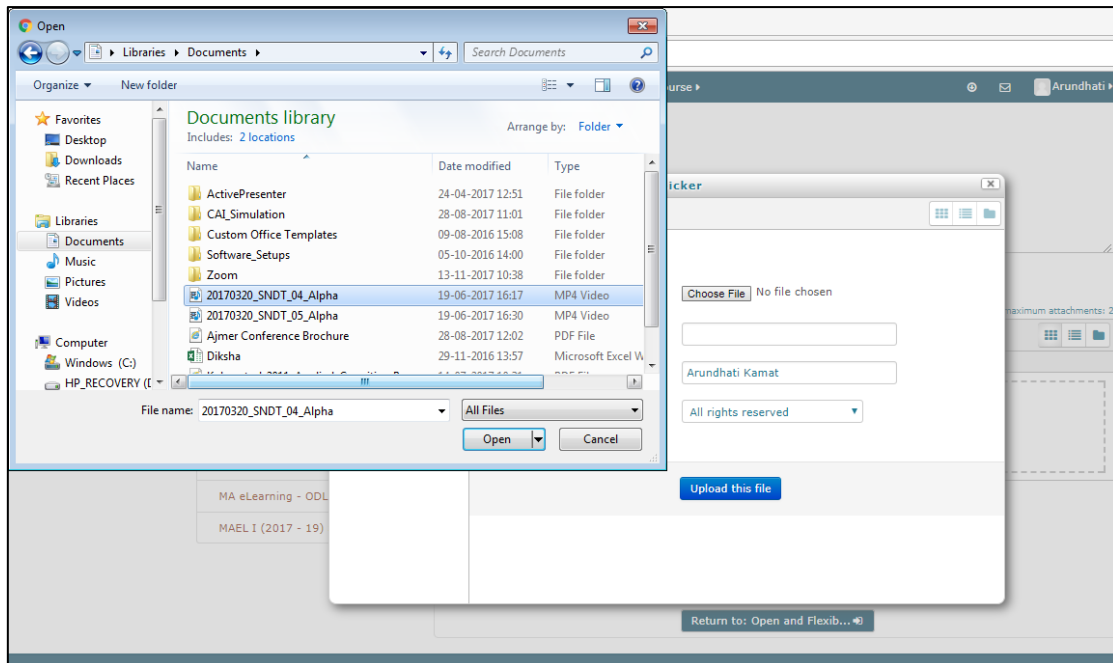 Open
Libraries Documents
Search Documents
Organize New folder
Favorites
Desktop
Downloads
Recent Places
Libraries
Documents
Music
Pictures
Videos
Computer
Windows (C:)
HP_RECOVERY (
Documents library
Includes: 2 locations
Arrange by: Folder
Name Date modified Type
ActivePresenter 24-04-2017 12:51 File folder
CAI_Simulation 28-08-2017 11:01 File folder
Custom Office Templates 09-08-2016 15:08 File folder
Software_Setups 05-10-2016 14:00 File folder
Zoom 13-11-2017 10:38 File folder
20170320_SNDT_04_Alpha 19-06-2017 16:17 MP4 Video
20170320_SNDT_05_Alpha 19-06-2017 16:30 MP4 Video
Ajmer Conference Brochure 28-08-2017 12:02 PDF File
Diksha 29-11-2016 13:57 Microsoft Excel W
File name: 20170320_SNDT_04_Alpha All Files
Open Cancel
urse
Arundhati
icker
Choose File No file chosen
Arundhati Kamat
All rights reserved
Upload this file
maximum attachments: 2
MA eLearning - ODL
MAEL I (2017 - 19)
Return to: Open and Flexib...